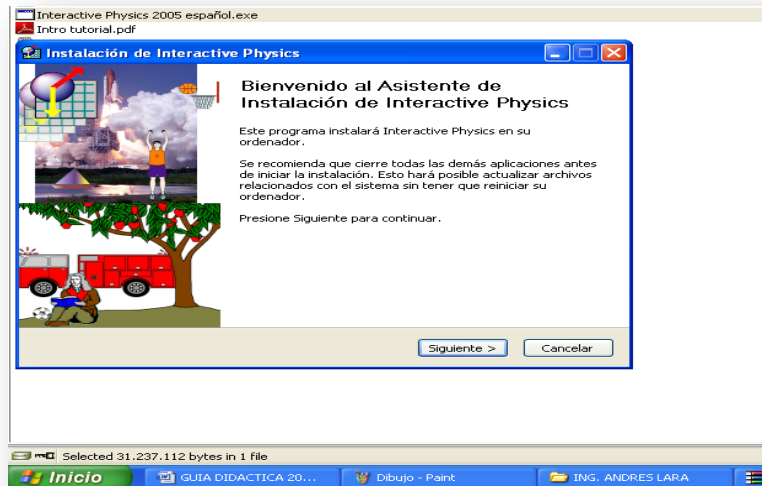 Interactive Physics 2005 español.exe
Intro tutorial.pdf
Instalación de Interactive Physics
Bienvenido al Asistente de
Instalación de Interactive Physics
Este programa instalará Interactive Physics en su
ordenador.
Se recomienda que cierre todas las demás aplicaciones antes
de iniciar la instalación. Esto hará posible actualizar archivos
relacionados con el sistema sin tener que reiniciar su
ordenador.
Presione Siguiente para continuar.
Siguiente >
Cancelar
Selected 31.237.112 bytes in 1 file
Inicio
GUIA DIDACTICA 20...
Dibujo - Paint
ING. ANDRES LARA